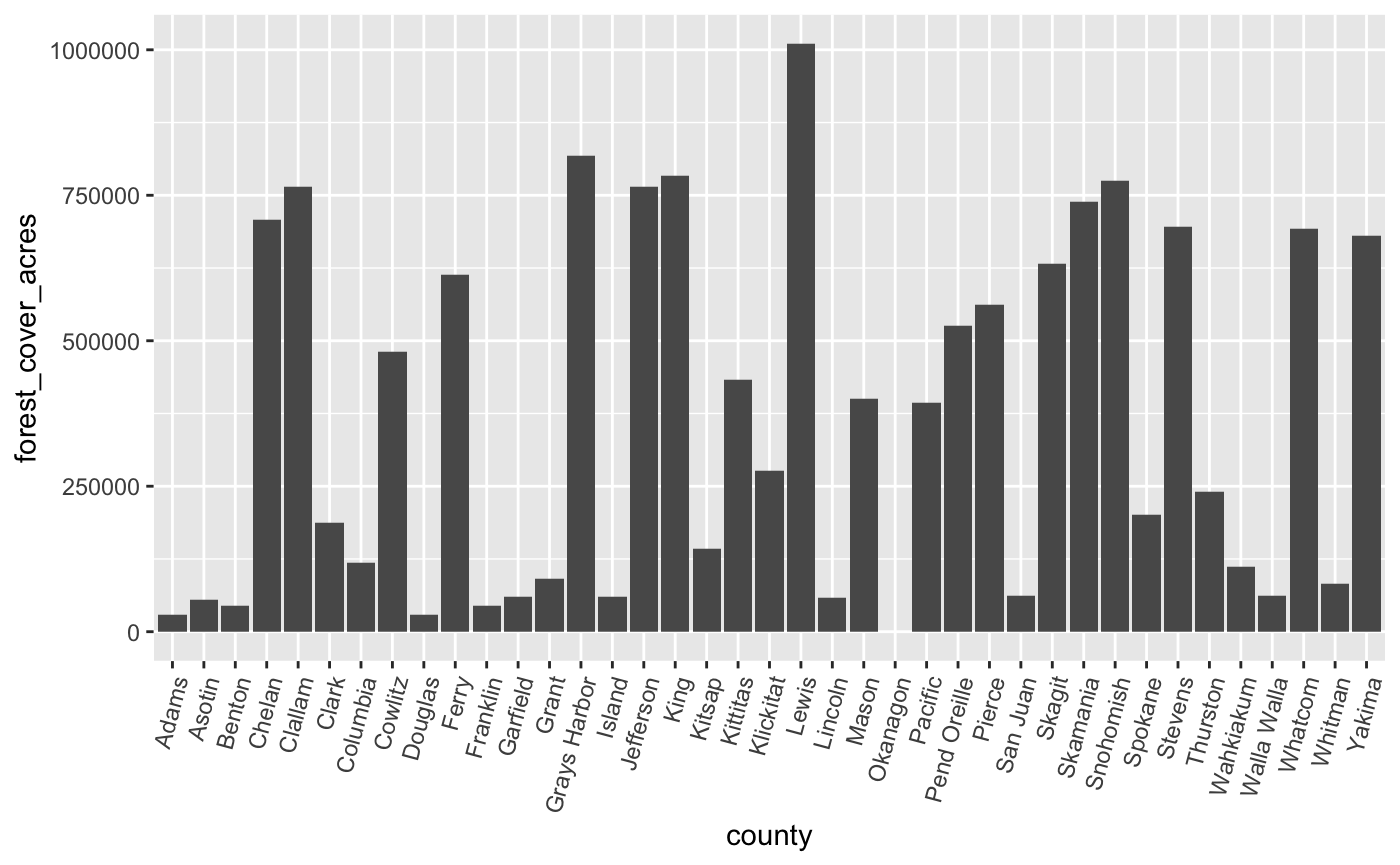 1000000
750000
500000
250000
0
forest_cover_acres
Adams
Asotin
Benton
Chelan
Clallam
Clark
Columbia
Cowlitz
Douglas
Ferry
Franklin
Garfield
Grant
Grays Harbor
Island
Jefferson
King
Kitsap
Kittitas
Klickitat
Lewis
Lincoln
Mason
Okanagon
Pacific
Pend Oreille
Pierce
San Juan
Skagit
Skamania
Snohomish
Spokane
Stevens
Thurston
Wahkiakum
Walla Walla
Whatcom
Whitman
Yakima
county